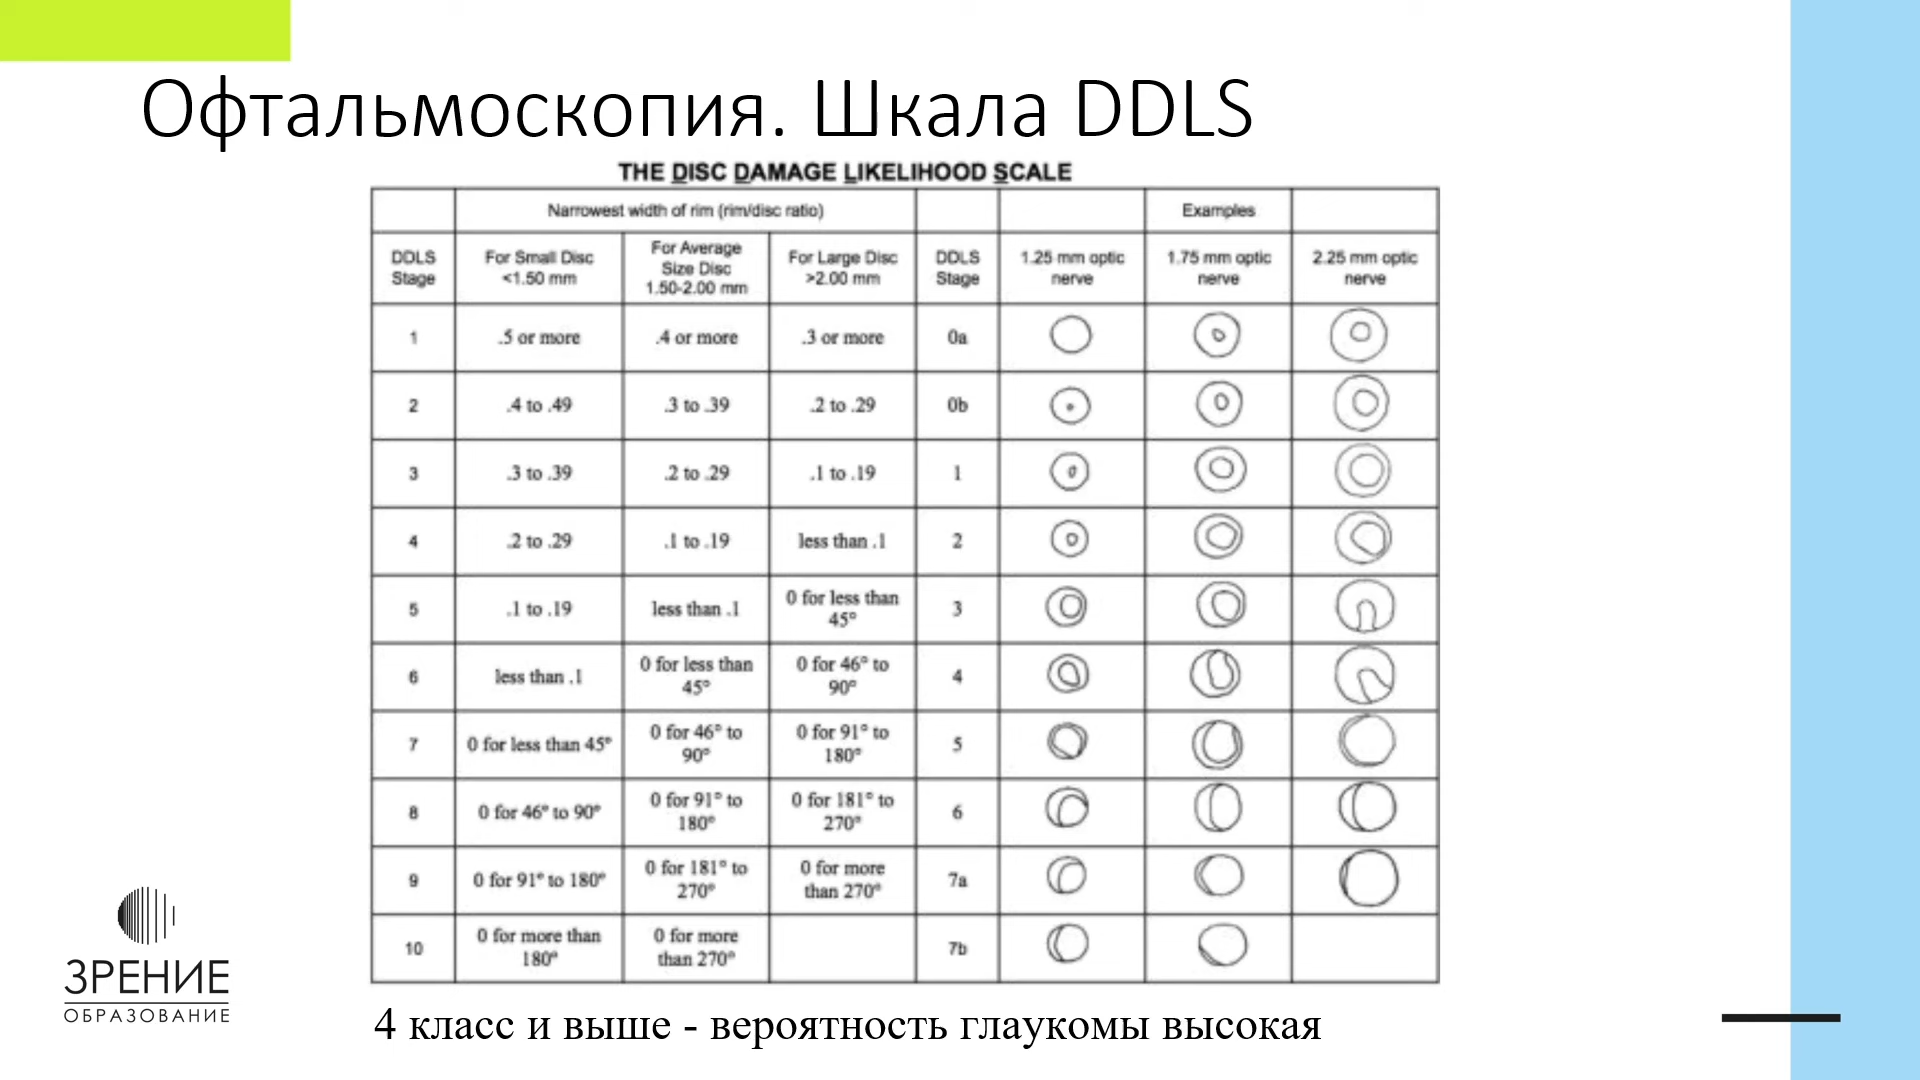 Офтальмоскопия. Шкала DDLS
THE DISC DAMAGE LIKELIHOOD SCALE
Narrowest width of rim (rim/disc ratio) Examples
DDLS Stage For Small Disc <1.50 mm For Average Size Disc 1.50-2.00 mm For Large Disc >2.00 mm DDLS Stage 1.25 mm optic nerve 1.75 mm optic nerve 2.25 mm optic nerve
1 .5 or more .4 or more .3 or more 0a
2 .4 to .49 .3 to .39 .2 to .29 0b
3 .3 to .39 .2 to .29 .1 to .19 1
4 .2 to .29 .1 to .19 less than .1 2
5 .1 to .19 less than .1 0 for less than 45° 3
6 less than .1 0 for less than 45° 0 for 46° to 90° 4
7 0 for less than 45° 0 for 46° to 90° 0 for 91° to 180° 5
8 0 for 46° to 90° 0 for 91° to 180° 0 for 181° to 270° 6
9 0 for 91° to 180° 0 for 181° to 270° 0 for more than 270° 7a
10 0 for more than 180° 0 for more than 270° 7b
4 класс и выше - вероятность глаукомы высокая
ЗРЕНИЕ
ОБРАЗОВАНИЕ